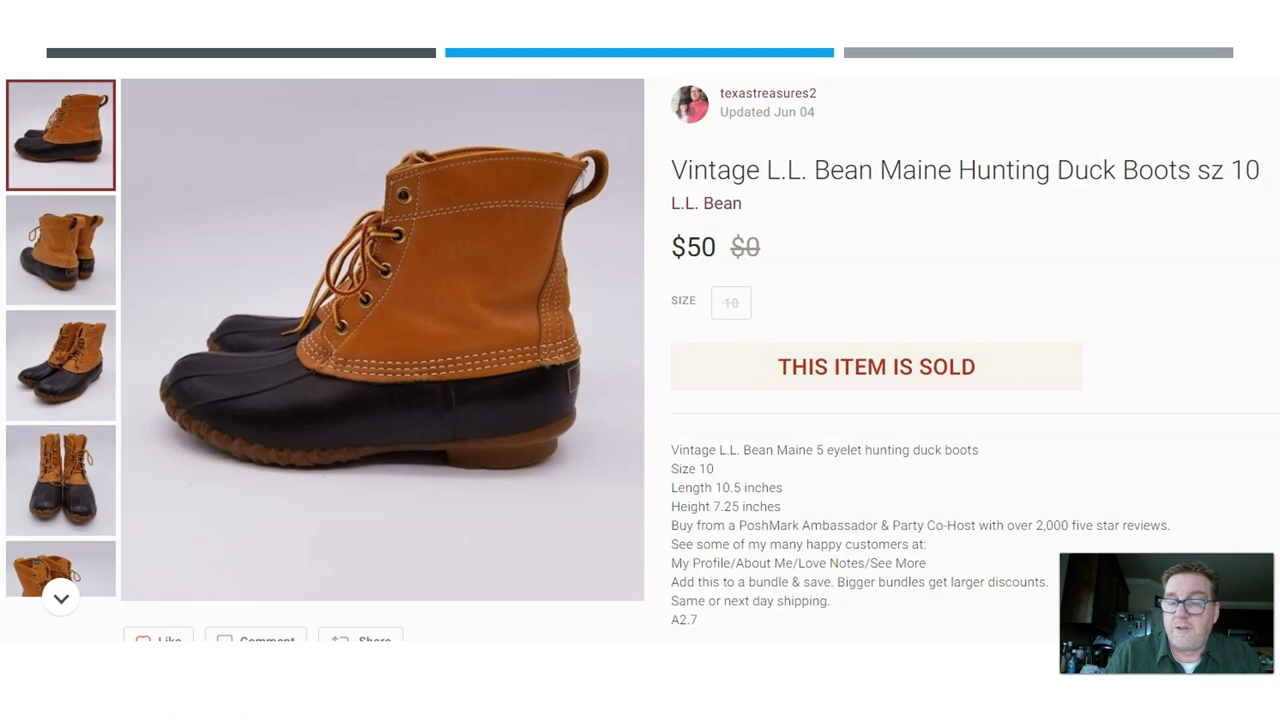 texastreasures2
Updated Jun 04
Vintage L.L. Bean Maine Hunting Duck Boots sz 10
L.L. Bean
$50 $0
SIZE 10
THIS ITEM IS SOLD
Vintage L.L. Bean Maine 5 eyelet hunting duck boots
Size 10
Length 10.5 inches
Height 7.25 inches
Buy from a PoshMark Ambassador & Party Co-Host with over 2,000 five star reviews.
See some of my many happy customers at:
My Profile/About Me/Love Notes/See More
Add this to a bundle & save. Bigger bundles get larger discounts.
Same or next day shipping.
A2.7
Like Comment Share